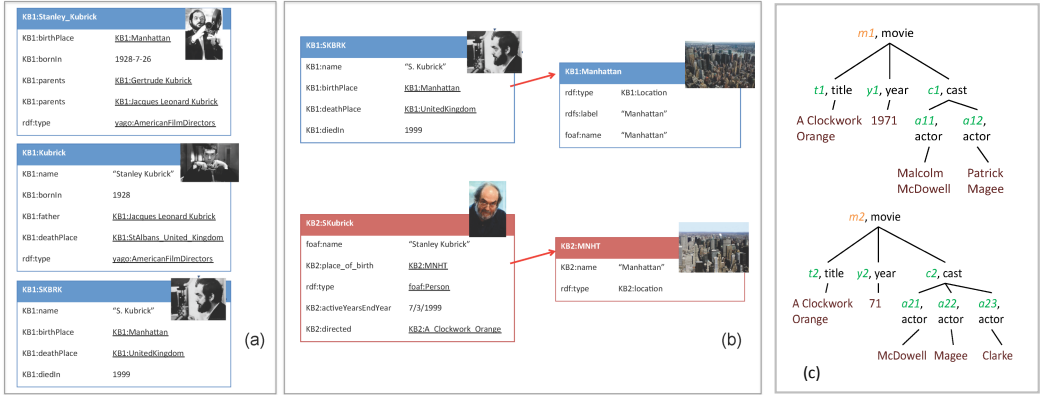 KB1:Stanley_Kubrick
KB1:birthPlace KB1:Manhattan
KB1:bornIn 1928-7-26
KB1:parents KB1:Gertrude Kubrick
KB1:parents KB1:Jacques Leonard Kubrick
rdf:type yago:AmericanFilmDirectors
KB1:Kubrick
KB1:name "Stanley Kubrick"
KB1:bornIn 1928
KB1:father KB1:Jacques Leonard Kubrick
KB1:deathPlace KB1:StAlbans_United_Kingdom
rdf:type yago:AmericanFilmDirectors
KB1:SKBRK
KB1:name "S. Kubrick"
KB1:birthPlace KB1:Manhattan
KB1:deathPlace KB1:UnitedKingdom
KB1:diedIn 1999
(a)
KB1:SKBRK
KB1:name "S. Kubrick"
KB1:birthPlace KB1:Manhattan
KB1:deathPlace KB1:UnitedKingdom
KB1:diedIn 1999
KB1:Manhattan
rdf:type KB1:Location
rdfs:label "Manhattan"
foaf:name "Manhattan"
KB2:SKubrick
foaf:name "Stanley Kubrick"
KB2:place_of_birth KB2:MNHT
rdf:type foaf:Person
KB2:activeYearsEndYear 7/3/1999
KB2:directed KB2:A_Clockwork_Orange
KB2:MNHT
KB2:name "Manhattan"
rdf:type KB2:location
(b)
m1, movie
t1, title y1, year c1, cast
A Clockwork 1971 a11, a12,
Orange actor actor
Malcolm Patrick
McDowell Magee
m2, movie
t2, title y2, year c2, cast
A Clockwork 71 a21, a22, a23,
Orange actor actor actor
McDowell Magee Clarke
(c)